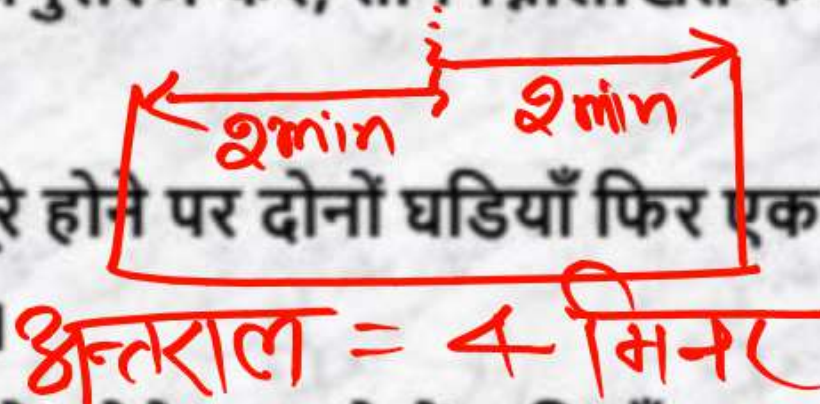 2min 2min
होने पर दोनों घडियाँ फिर एक
अन्तराल = 4 मिनट